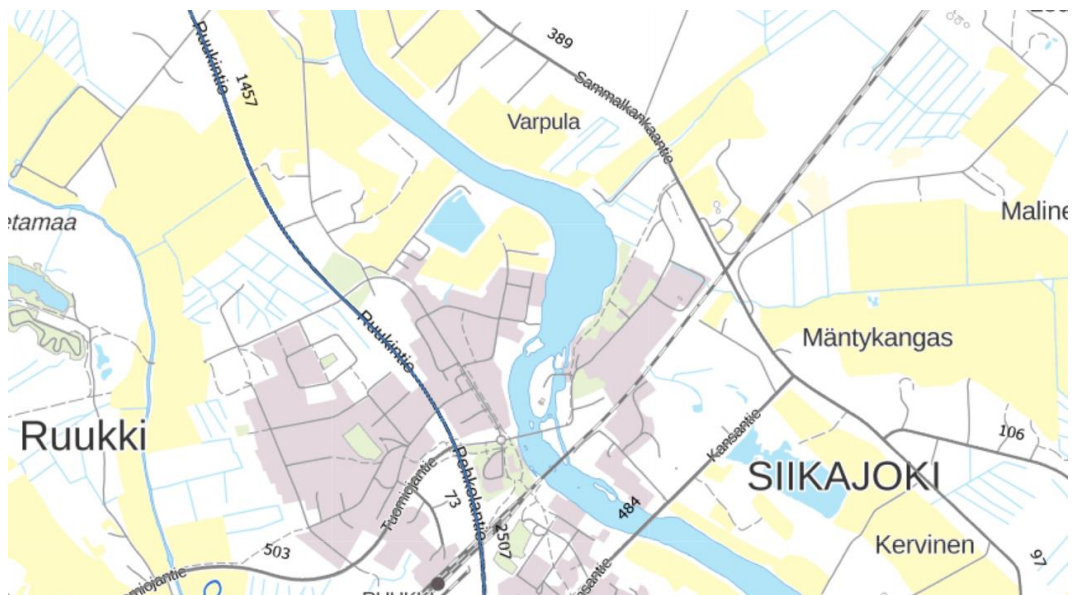 389
Ruukintie
1457
Sammalkankaantie
Varpula
etamaa
Maline
Ruukintie
Mäntykangas
Ruukki
Kansantie
106
SIIKAJOKI
Tuomiojantie
Pehkolantie
73
484
2507
503
Kervinen
97